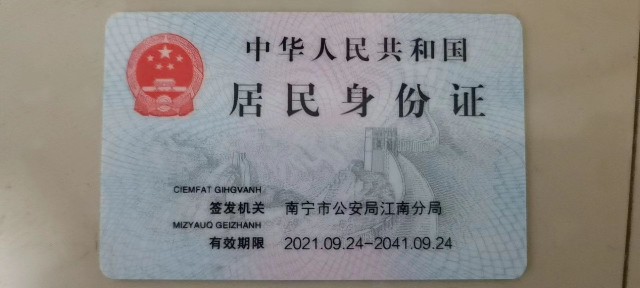 中华人民共和国
居民身份证
CIEMFAT GIHGVANH
签发机关 南宁市公安局江南分局
MIZYAUQ GEIZHANH
有效期限 2021.09.24-2041.09.24